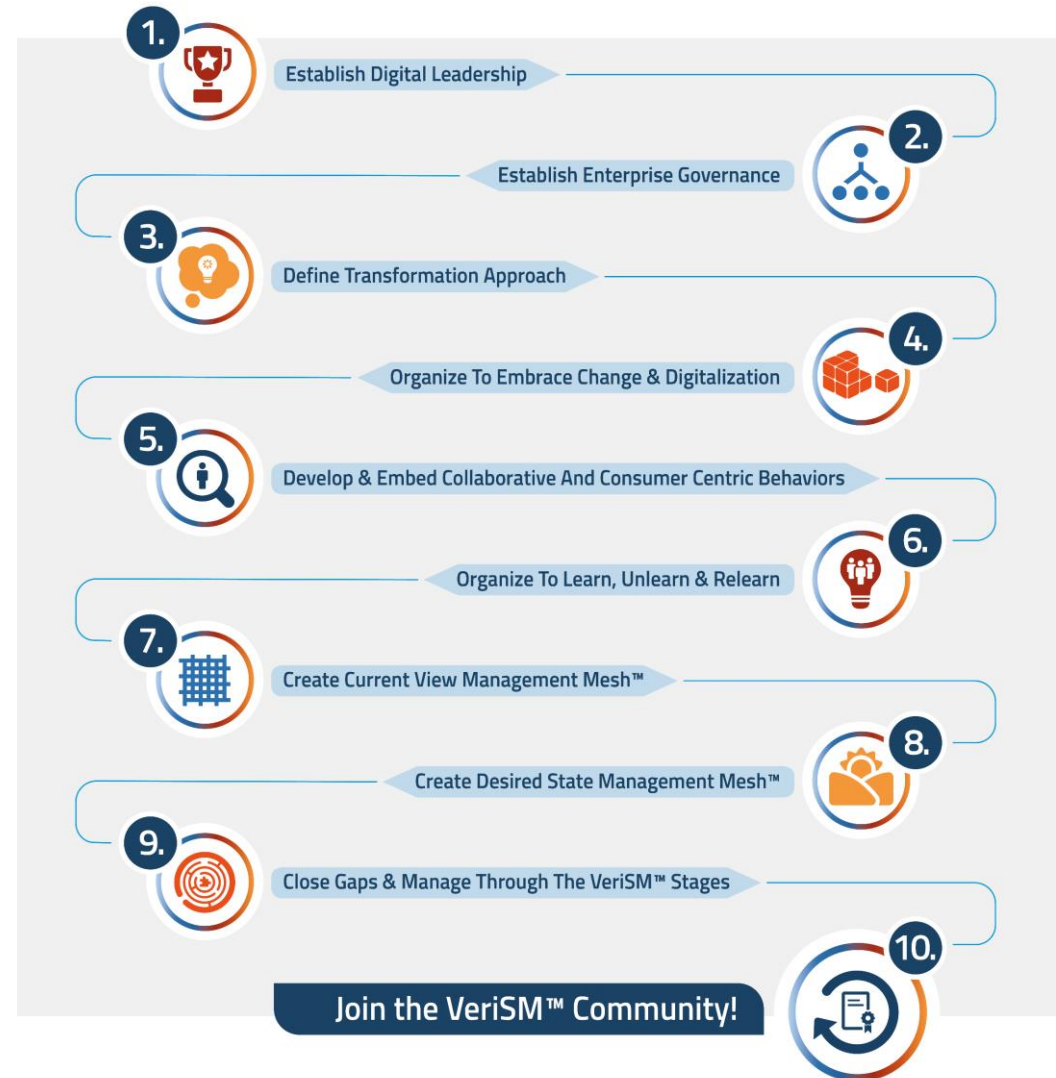 1.
Establish Digital Leadership
2.
Establish Enterprise Governance
3.
Define Transformation Approach
4.
Organize To Embrace Change & Digitalization
5.
Develop & Embed Collaborative And Consumer Centric Behaviors
6.
Organize To Learn, Unlearn & Relearn
7.
Create Current View Management Mesh™
8.
Create Desired State Management Mesh™
9.
Close Gaps & Manage Through The VeriSM™ Stages
10.
Join the VeriSM™ Community!